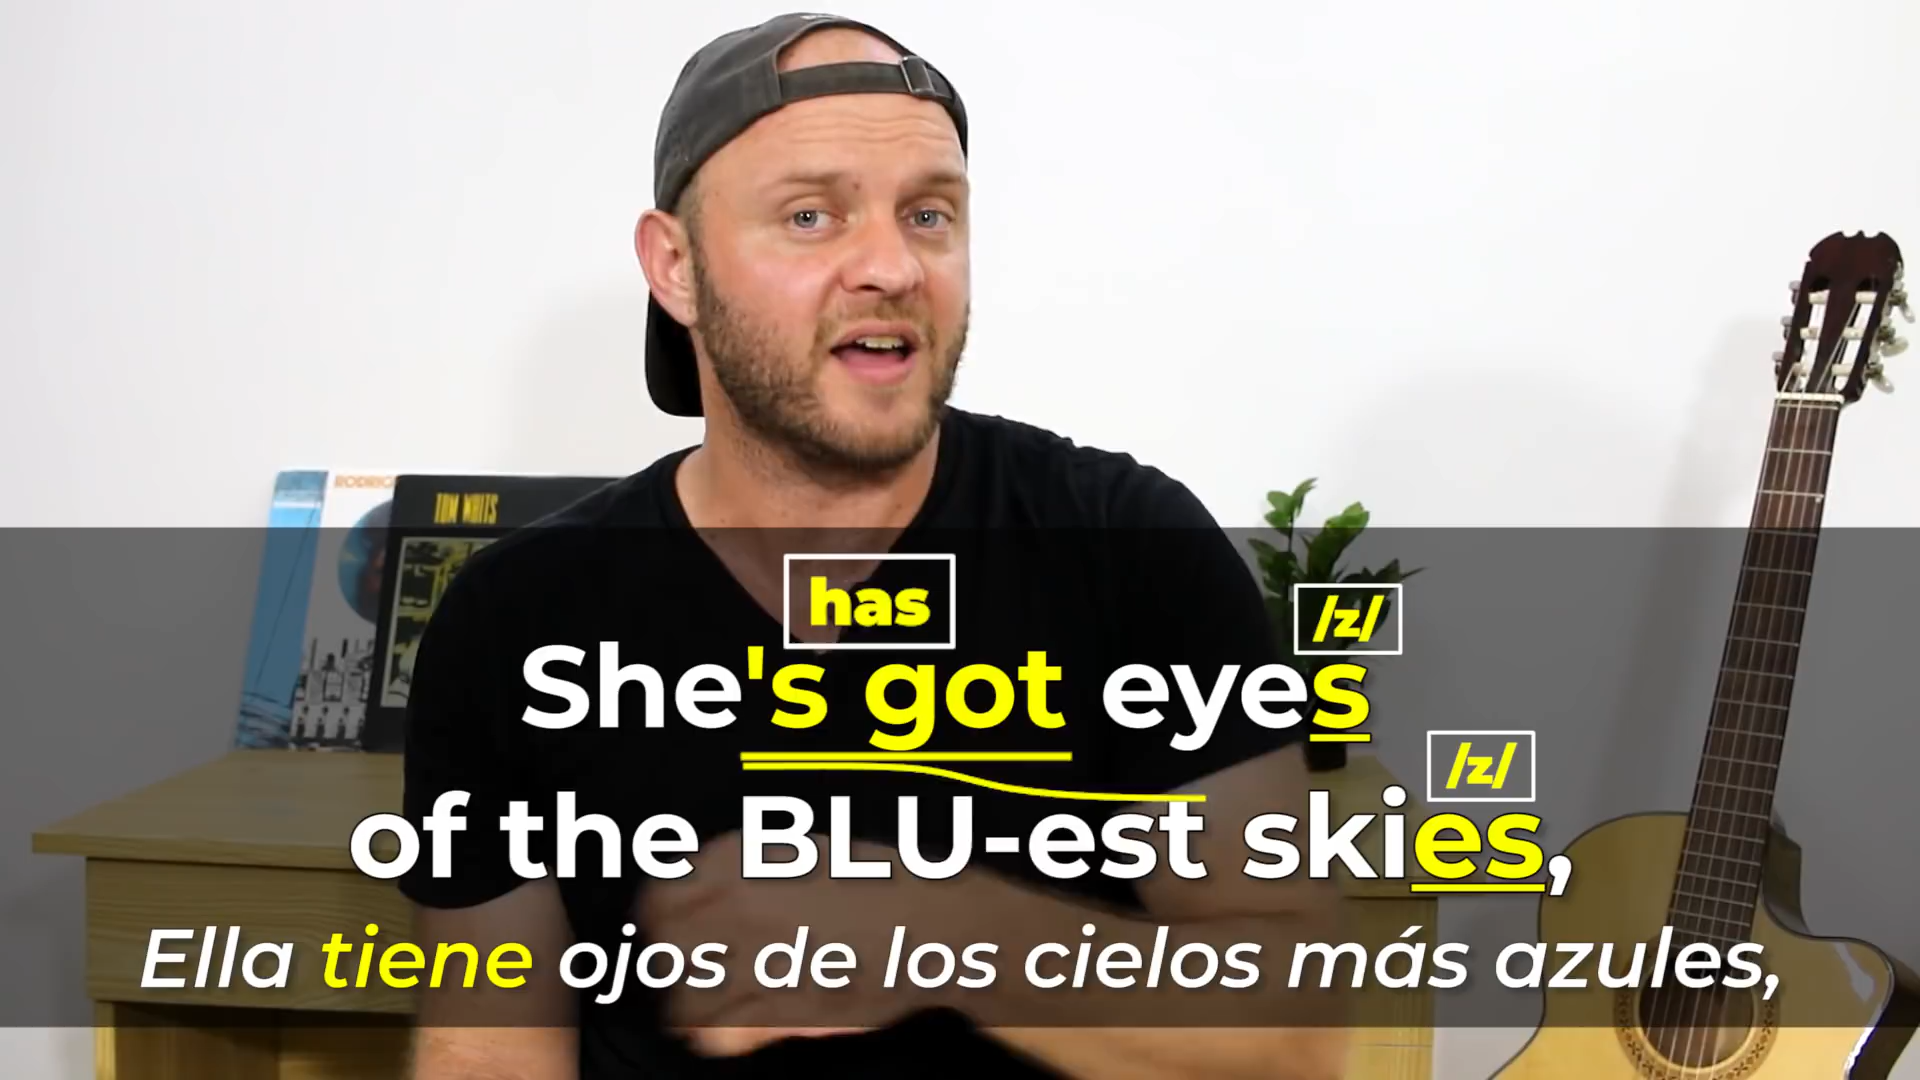 RODRIG
TOM WAITS
has
/z/
She's got eyes
/z/
of the BLU-est skies,
Ella tiene ojos de los cielos más azules,